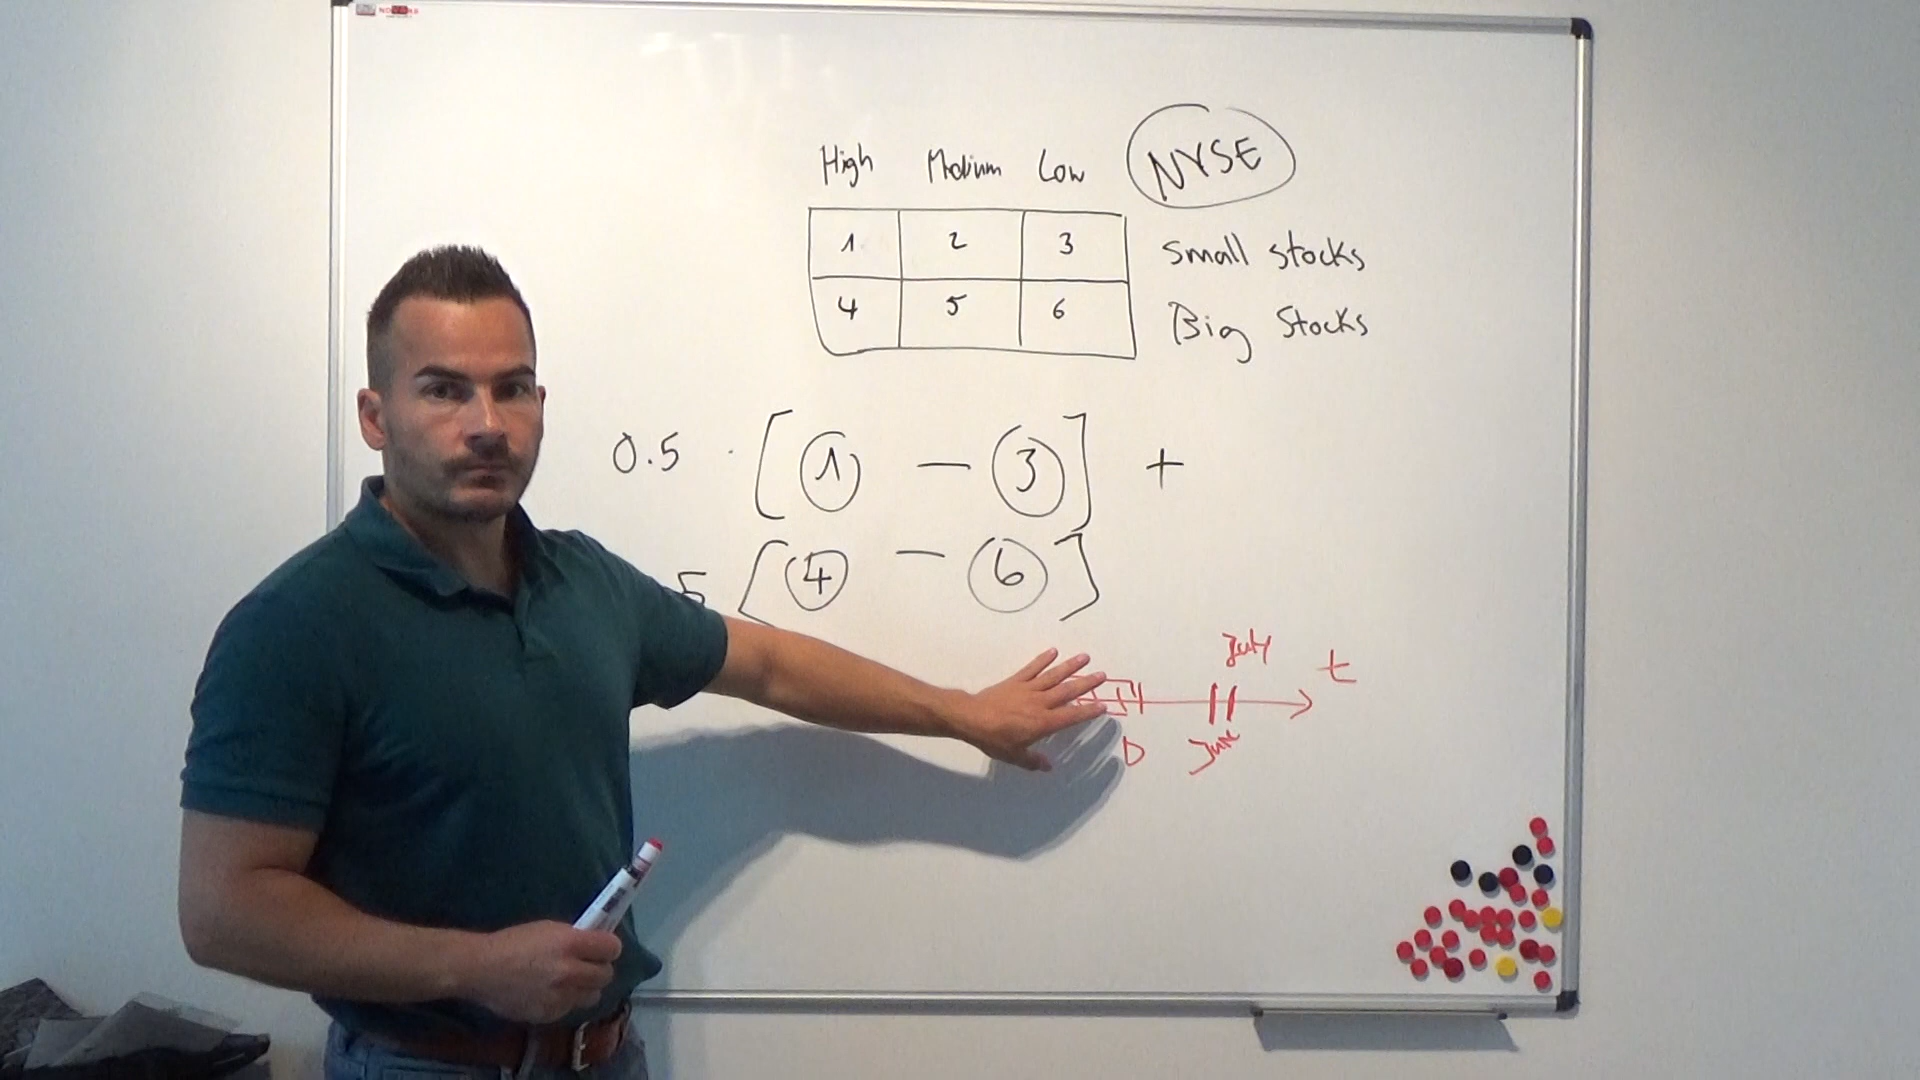 High Medium Low NYSE
1 2 3 Small stocks
4 5 6 Big Stocks
0.5 · [ 1 — 3 ] +
5 [ 4 — 6 ]
July
t
D June